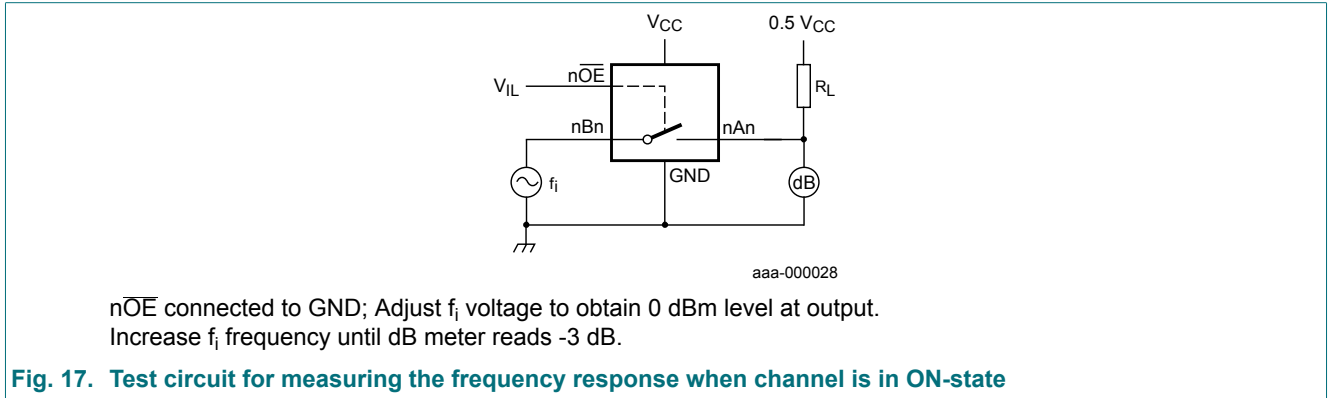 VCC
0.5 VCC
VIL
nOE
RL
nBn
nAn
fi
GND
dB
aaa-000028
nOE connected to GND; Adjust fi voltage to obtain 0 dBm level at output.
Increase fi frequency until dB meter reads -3 dB.
Fig. 17. Test circuit for measuring the frequency response when channel is in ON-state